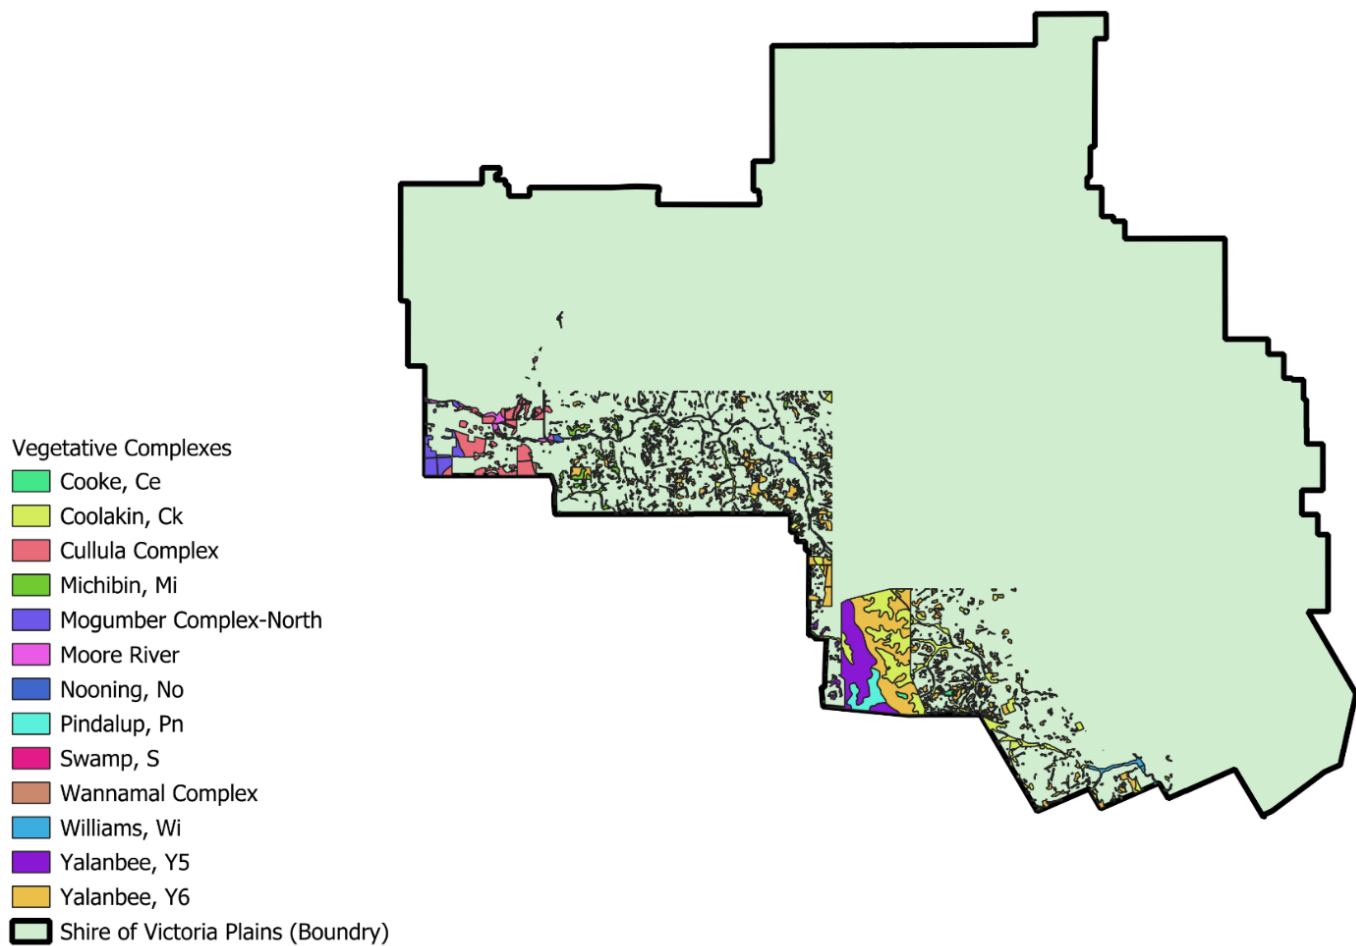 Vegetative Complexes
Cooke, Ce
Coolakin, Ck
Cullula Complex
Michibin, Mi
Mogumber Complex-North
Moore River
Nooning, No
Pindalup, Pn
Swamp, S
Wannamal Complex
Williams, Wi
Yalanbee, Y5
Yalanbee, Y6
Shire of Victoria Plains (Boundry)